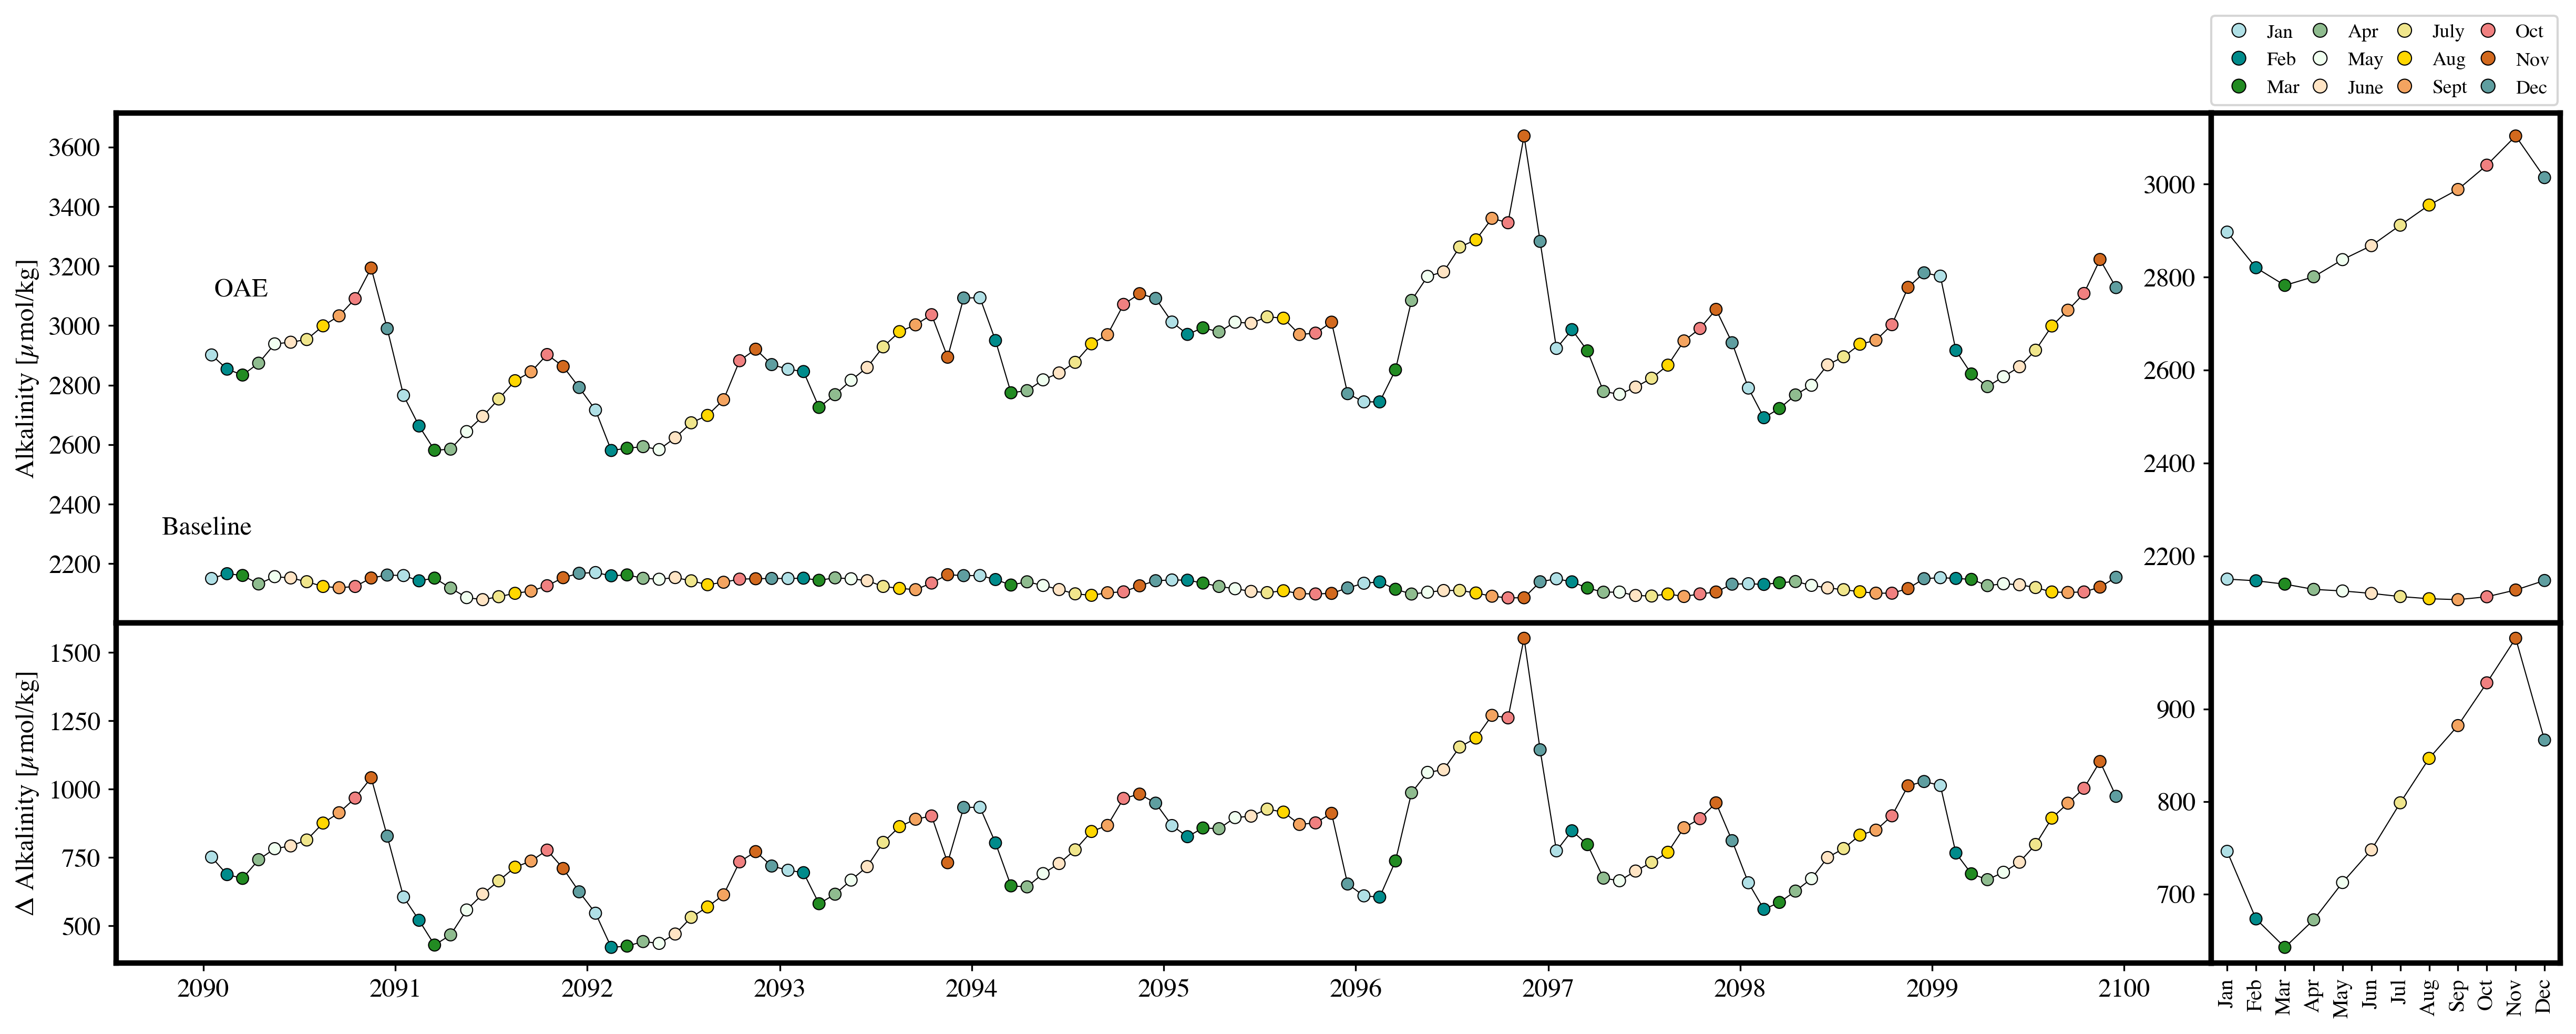 Jan Apr July Oct
Feb May Aug Nov
Mar June Sept Dec
Alkalinity [μmol/kg]
3600
3400
3200
3000
2800
2600
2400
2200
OAE
Baseline
3000
2800
2600
2400
2200
Δ Alkalinity [μmol/kg]
1500
1250
1000
750
500
900
800
700
2090 2091 2092 2093 2094 2095 2096 2097 2098 2099 2100
Jan Feb Mar Apr May Jun Jul Aug Sep Oct Nov Dec